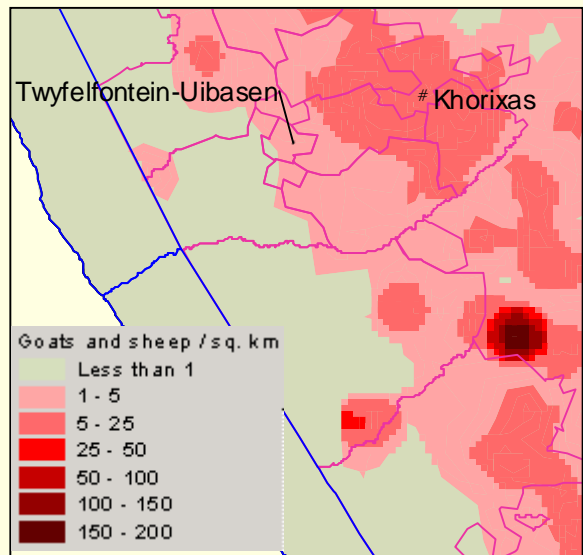 Twyfelfontein-Uibasen
# Khorixas
Goats and sheep / sq. km
Less than 1
1 - 5
5 - 25
25 - 50
50 - 100
100 - 150
150 - 200